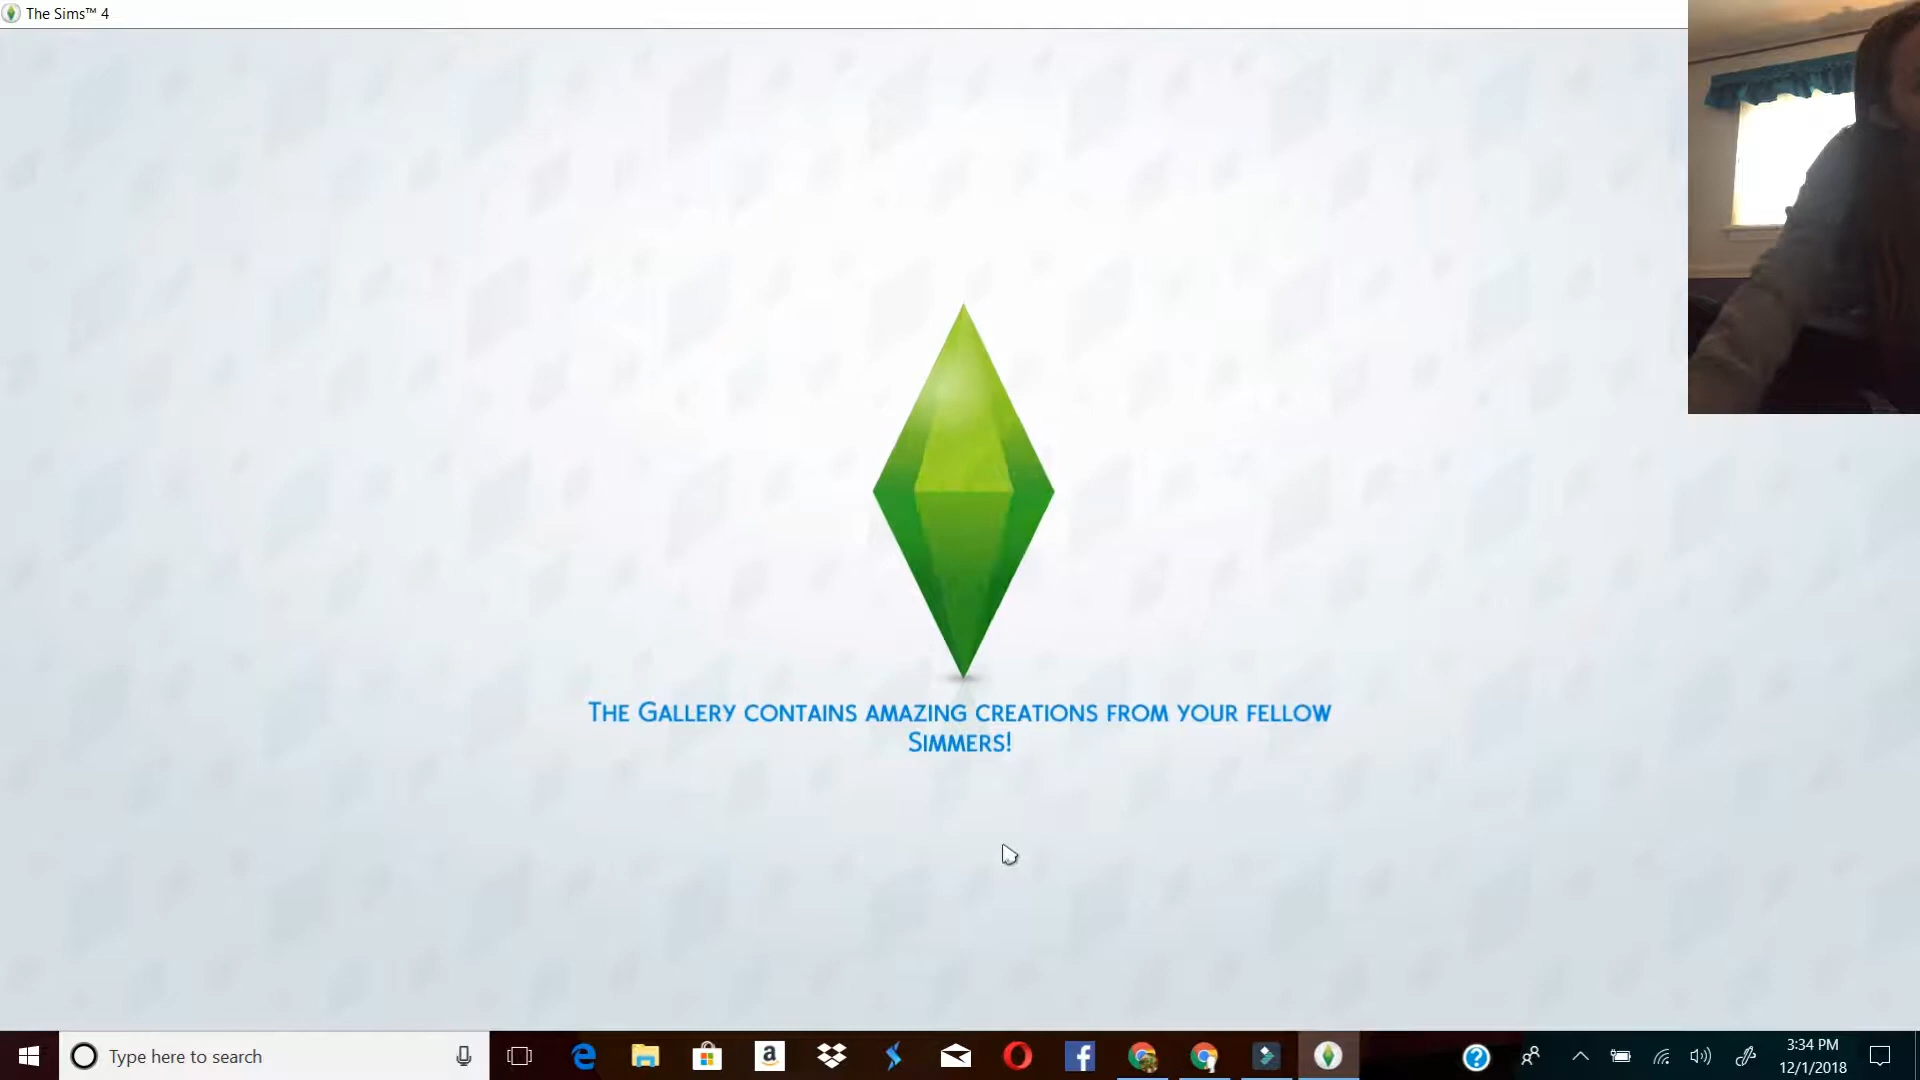 The Sims™ 4
THE GALLERY CONTAINS AMAZING CREATIONS FROM YOUR FELLOW
SIMMERS!
Type here to search
3:34 PM
12/1/2018